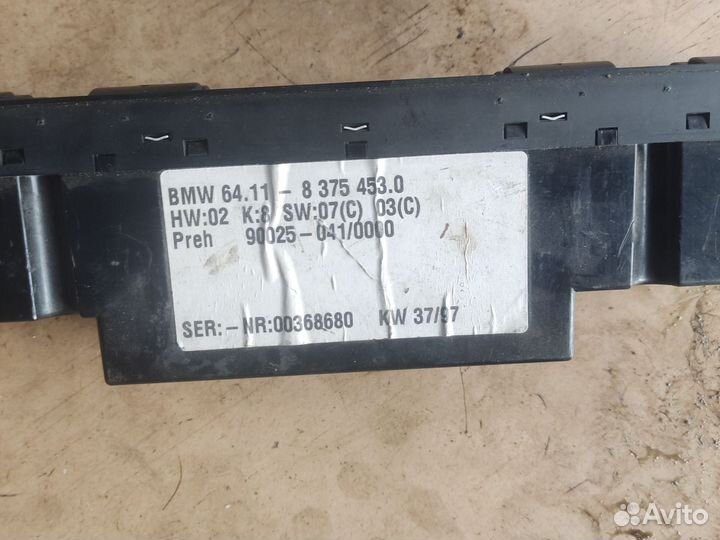 BMW 64.11 - 8 375 453.0
HW:02 K:8 SW:07(C) 03(C)
Preh 90025-041/0000
SER:-NR:00368680 KW 37/97
Avito